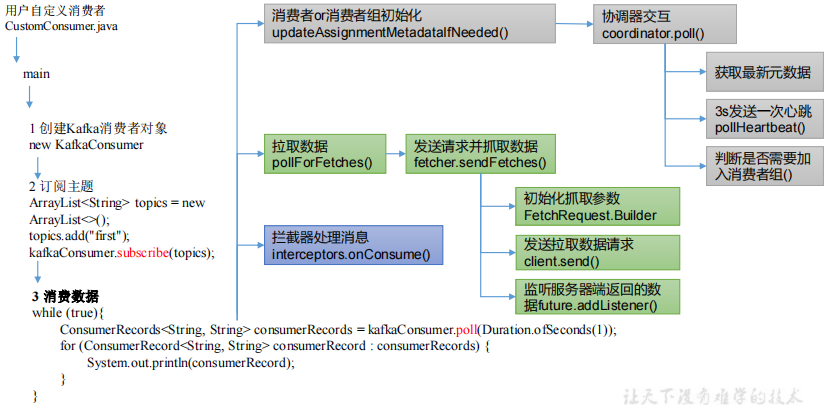 用户自定义消费者
CustomConsumer.java
main
1 创建Kafka消费者对象
new KafkaConsumer
2 订阅主题
ArrayList<String> topics = new
ArrayList<>();
topics.add("first");
kafkaConsumer.subscribe(topics);
3 消费数据
while (true){
ConsumerRecords<String, String> consumerRecords = kafkaConsumer.poll(Duration.ofSeconds(1));
for (ConsumerRecord<String, String> consumerRecord : consumerRecords) {
System.out.println(consumerRecord);
}
}
消费者or消费者组初始化
updateAssignmentMetadataIfNeeded()
协调器交互
coordinator.poll()
获取最新元数据
3s发送一次心跳
pollHeartbeat()
判断是否需要加
入消费者组()
拉取数据
pollForFetches()
发送请求并抓取数据
fetcher.sendFetches()
初始化抓取参数
FetchRequest.Builder
发送拉取数据请求
client.send()
监听服务器端返回的数
据future.addListener()
拦截器处理消息
interceptors.onConsume()
让天下没有难学的技术